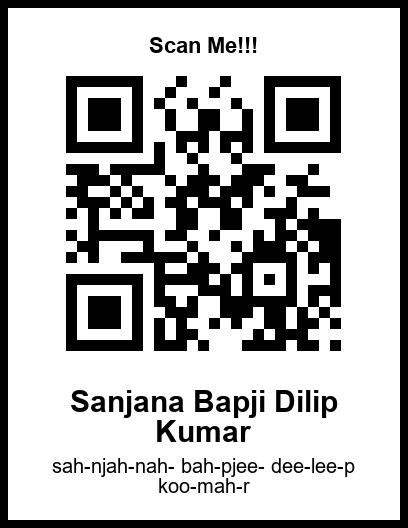 Scan Me!!!
Sanjana Bapji Dilip
Kumar
sah-njah-nah- bah-pjee- dee-lee-p
koo-mah-r